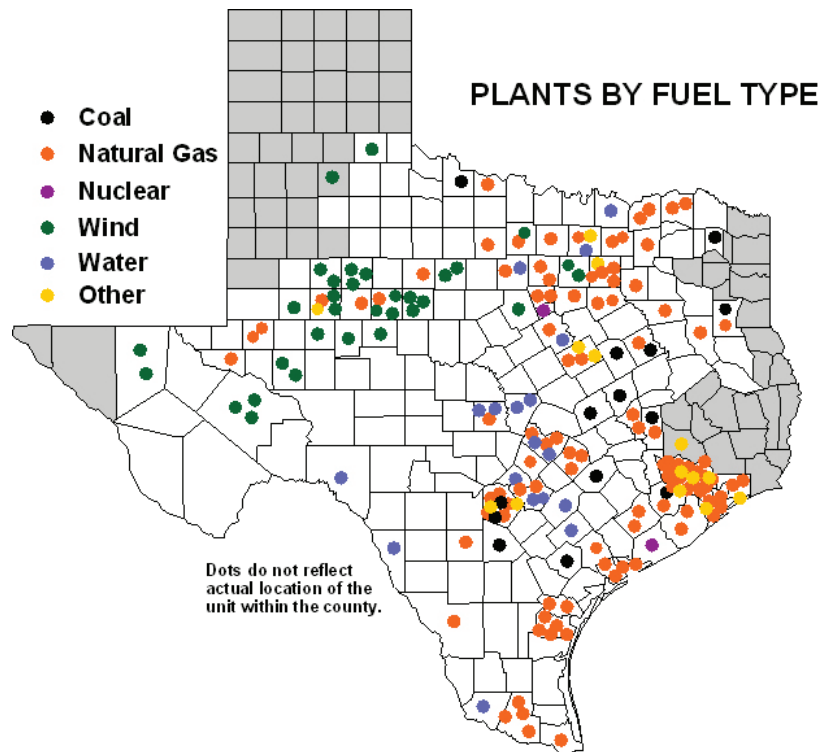 PLANTS BY FUEL TYPE
Coal
Natural Gas
Nuclear
Wind
Water
Other
Dots do not reflect
actual location of the
unit within the county.